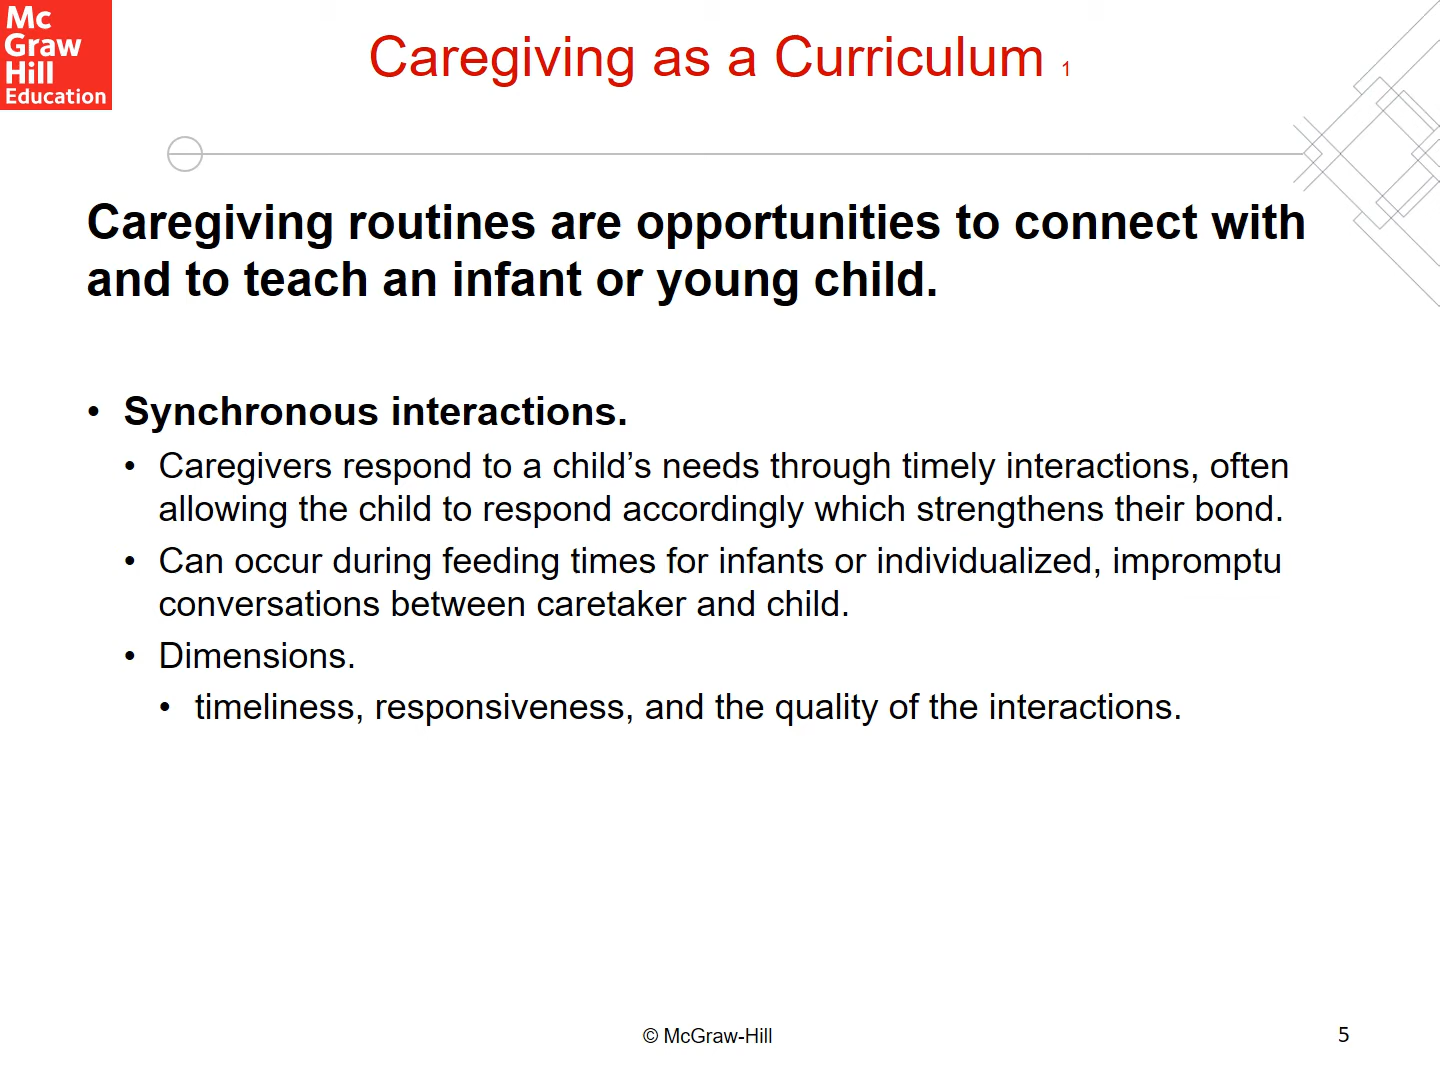 Mc
Graw
Hill
Education
Caregiving as a Curriculum 1
Caregiving routines are opportunities to connect with
and to teach an infant or young child.
• Synchronous interactions.
• Caregivers respond to a child’s needs through timely interactions, often
allowing the child to respond accordingly which strengthens their bond.
• Can occur during feeding times for infants or individualized, impromptu
conversations between caretaker and child.
• Dimensions.
• timeliness, responsiveness, and the quality of the interactions.
© McGraw-Hill
5